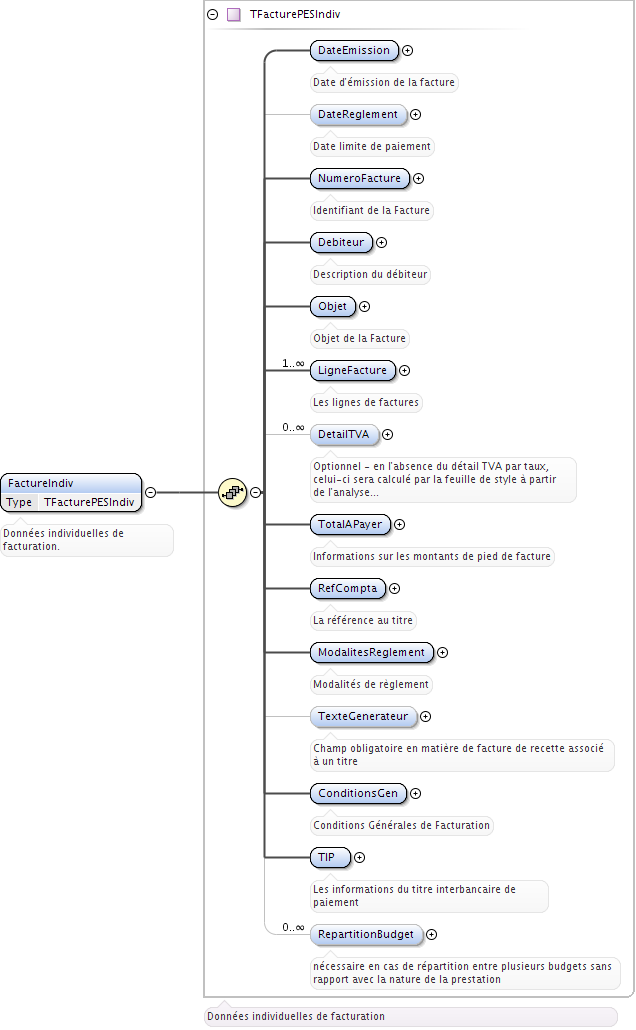 TFacturePESIndiv
DateEmission
Date d'émission de la facture
DateReglement
Date limite de paiement
NumeroFacture
Identifiant de la Facture
Debiteur
Description du débiteur
Objet
Objet de la Facture
1..∞
LigneFacture
Les lignes de factures
0..∞
DetailTVA
Optionnel - en l'absence du détail TVA par taux,
celui-ci sera calculé par la feuille de style à partir
de l'analyse...
FactureIndiv
Type TFacturePESIndiv
Données individuelles de
facturation.
TotalAPayer
Informations sur les montants de pied de facture
RefCompta
La référence au titre
ModalitesReglement
Modalités de règlement
TexteGenerateur
Champ obligatoire en matière de facture de recette associé
à un titre
ConditionsGen
Conditions Générales de Facturation
TIP
Les informations du titre interbancaire de
paiement
0..∞
RepartitionBudget
nécessaire en cas de répartition entre plusieurs budgets sans
rapport avec la nature de la prestation
Données individuelles de facturation